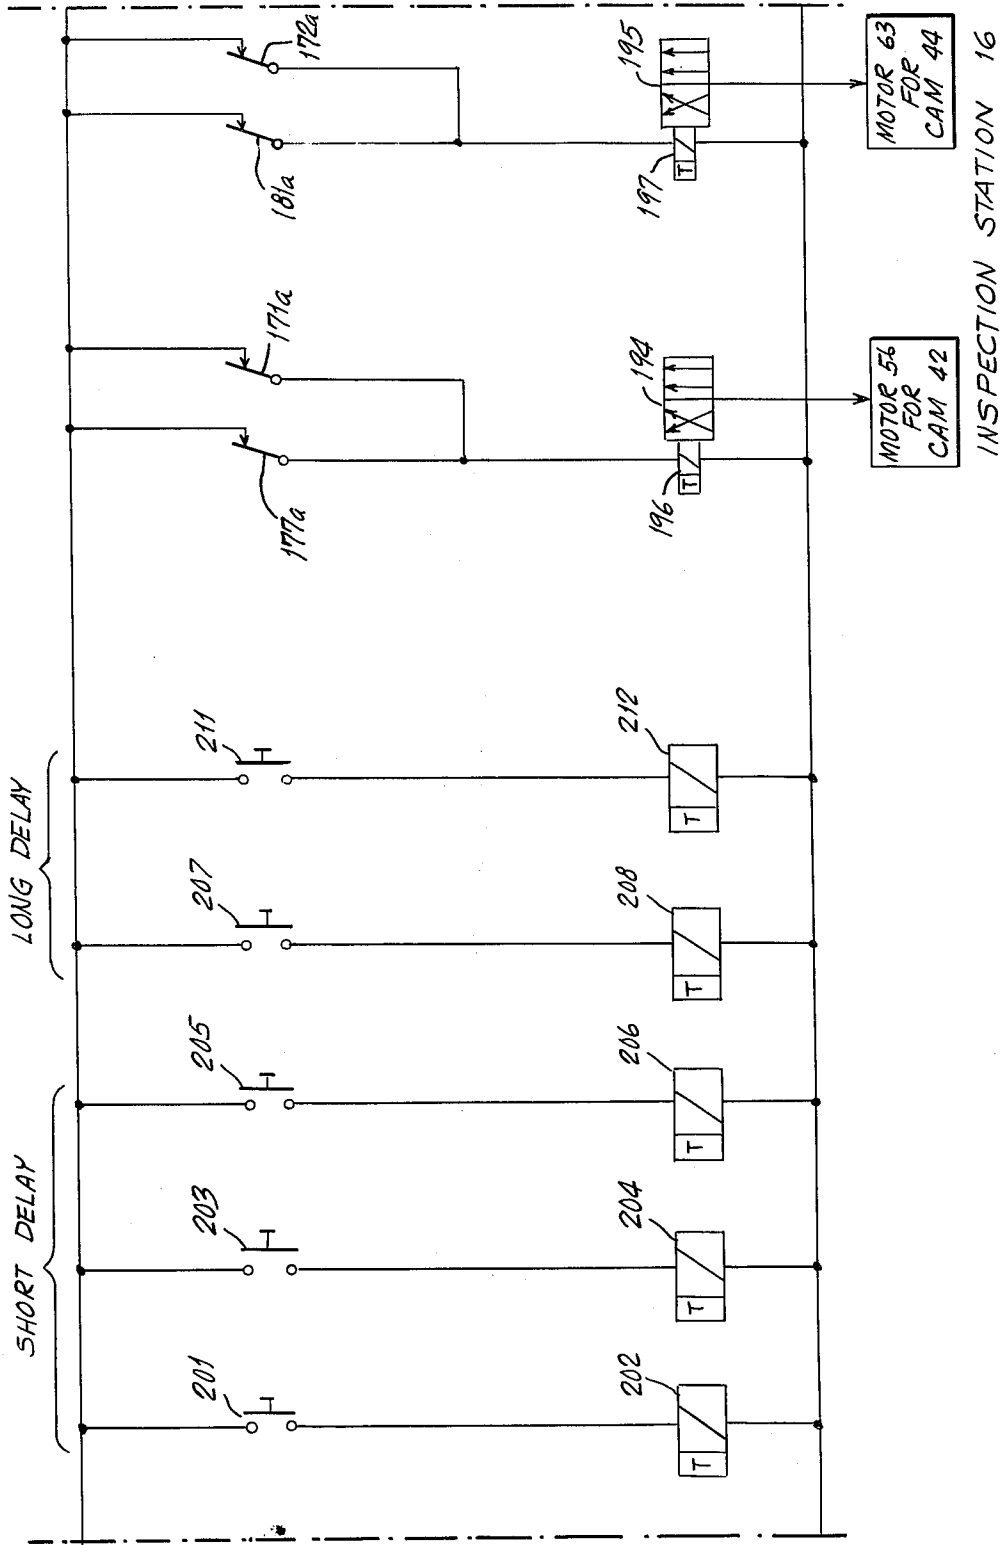 SHORT DELAY
LONG DELAY
201
203
205
207
211
177a
171a
181a
172a
202
204
206
208
212
196
194
197
195
T
T
T
T
T
T
T
MOTOR 56
FOR
CAM 42
MOTOR 63
FOR
CAM 44
INSPECTION STATION 16